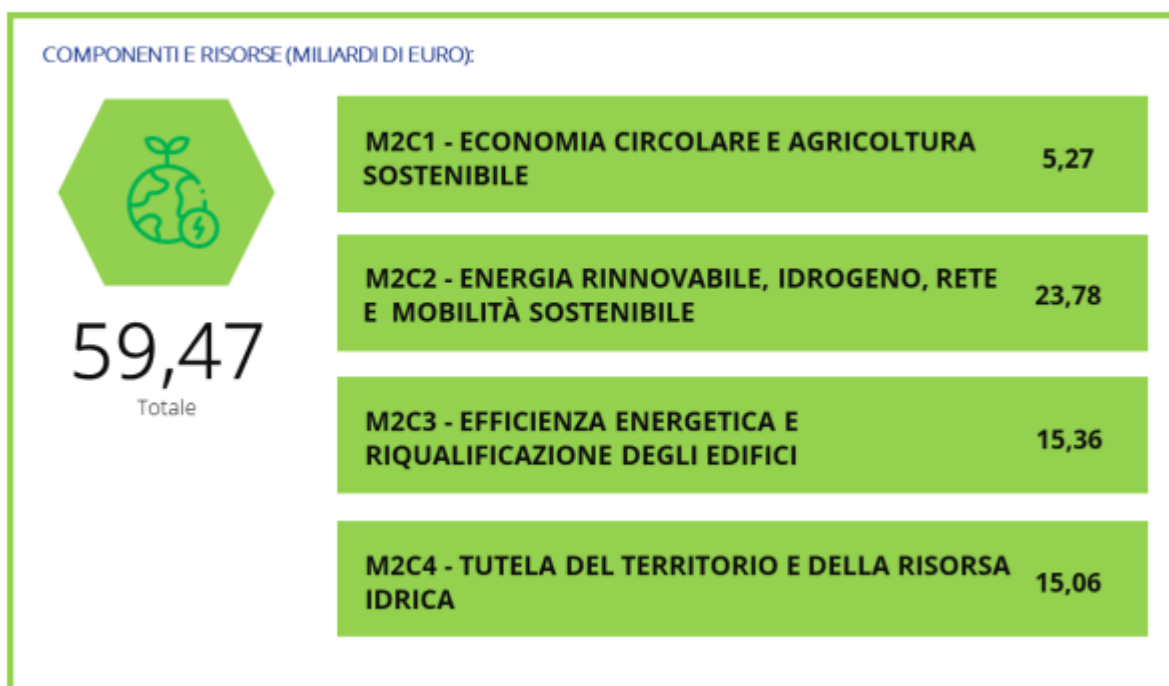 COMPONENTI E RISORSE (MILIARDI DI EURO):
59,47
Totale
M2C1 - ECONOMIA CIRCOLARE E AGRICOLTURA
SOSTENIBILE
5,27
M2C2 - ENERGIA RINNOVABILE, IDROGENO, RETE
E MOBILITÀ SOSTENIBILE
23,78
M2C3 - EFFICIENZA ENERGETICA E
RIQUALIFICAZIONE DEGLI EDIFICI
15,36
M2C4 - TUTELA DEL TERRITORIO E DELLA RISORSA
IDRICA
15,06